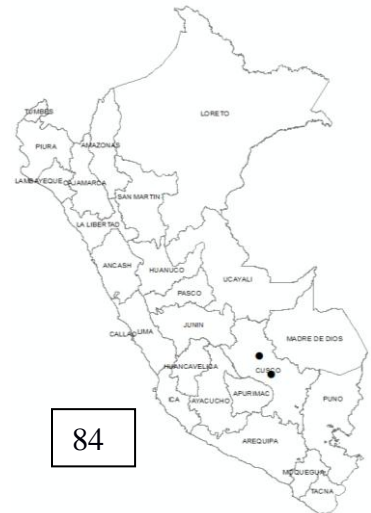 LORETO
TUMBES
PIURA
AMAZONAS
LAMBAYEQUE
CAJAMARCA
SAN MARTIN
LA LIBERTAD
ANCASH
HUANUCO
UCAYALI
PASCO
CALLAO
LIMA
JUNIN
MADRE DE DIOS
HUANCAVELICA
CUSCO
ICA
AYACUCHO
APURIMAC
PUNO
AREQUIPA
84
MOQUEGUA
TACNA